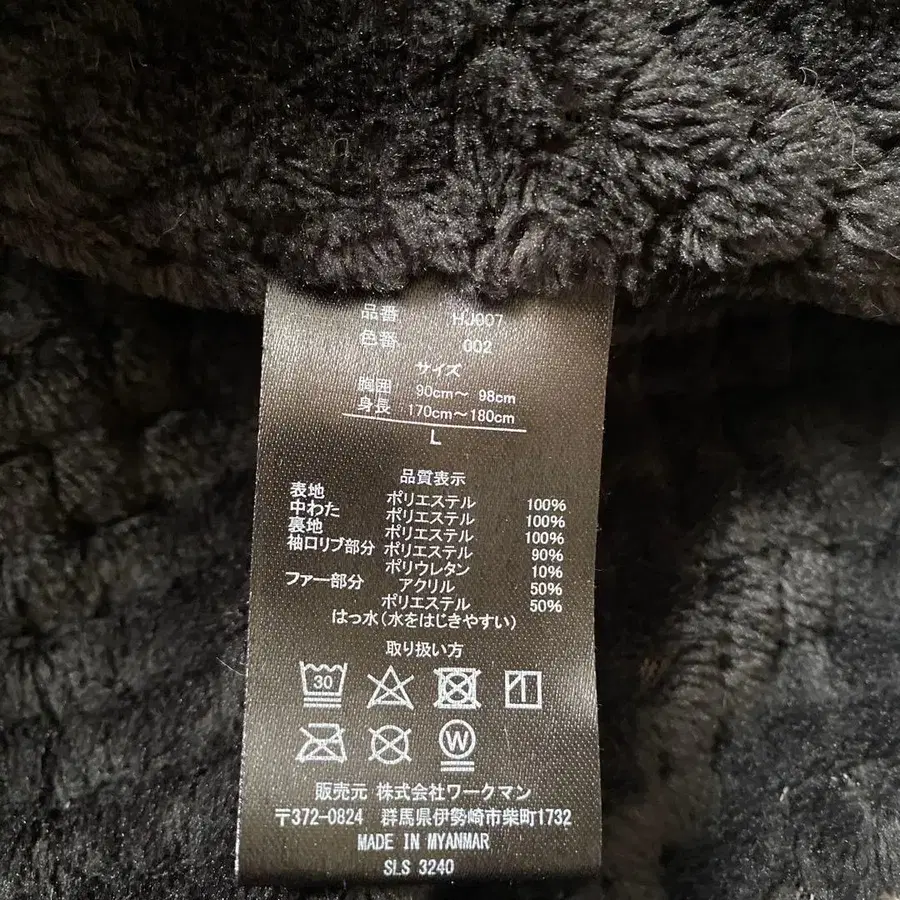 品番 HJ007
色番 002
サイズ
胸囲 90cm～ 98cm
身長 170cm～180cm
L
品質表示
表地 ポリエステル 100%
中わた ポリエステル 100%
裏地 ポリエステル 100%
袖口リブ部分 ポリエステル 90%
ポリウレタン 10%
ファー部分 アクリル 50%
ポリエステル 50%
はっ水(水をはじきやすい)
取り扱い方
30
W
販売元 株式会社ワークマン
〒372-0824 群馬県伊勢崎市柴町1732
MADE IN MYANMAR
SLS 3240